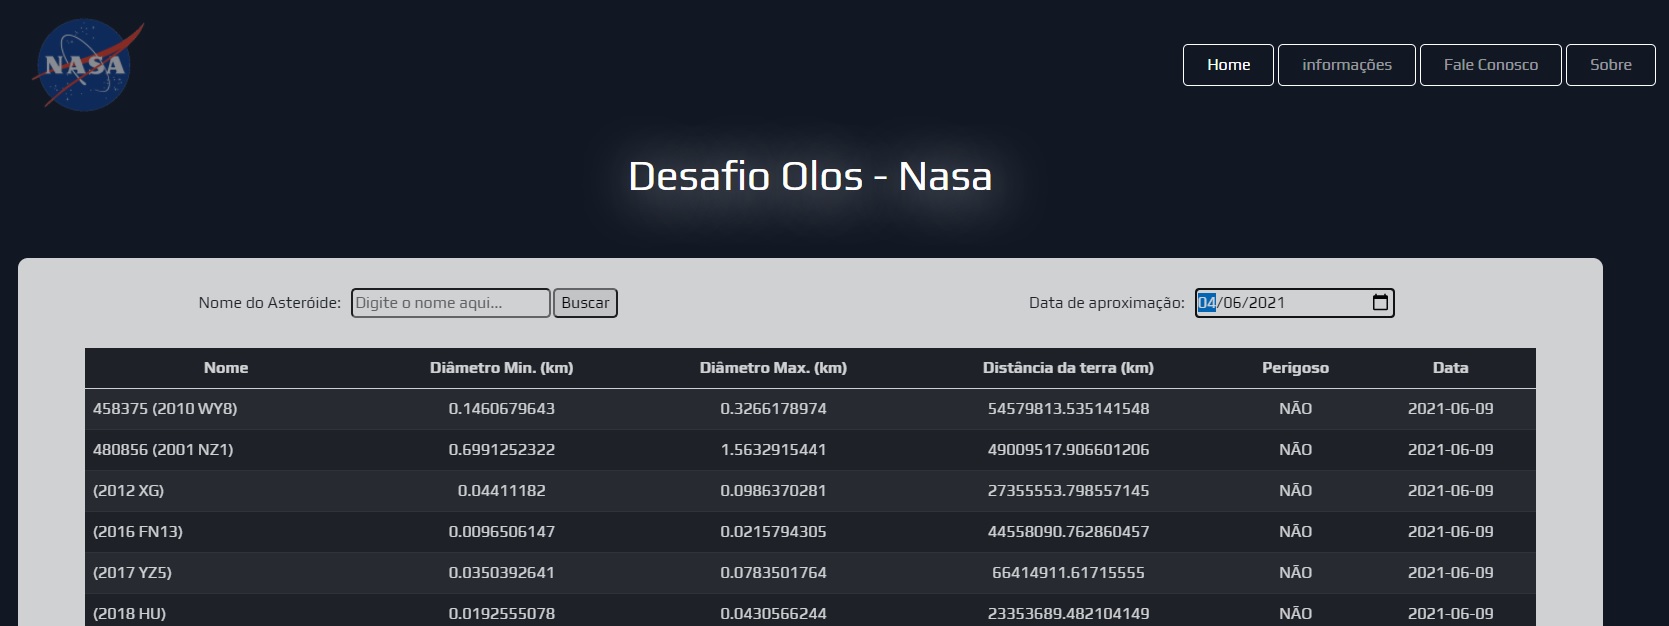 NASA
Home informações Fale Conosco Sobre
Desafio Olos - Nasa
Nome do Asteróide: Digite o nome aqui... Buscar Data de aproximação: 04/06/2021
Nome Diâmetro Min. (km) Diâmetro Max. (km) Distância da terra (km) Perigoso Data
458375 (2010 WY8) 0.1460679643 0.3266178974 54579813.535141548 NÃO 2021-06-09
480856 (2001 NZ1) 0.6991252322 1.5632915441 49009517.906601206 NÃO 2021-06-09
(2012 XG) 0.04411182 0.0986370281 27355553.798557145 NÃO 2021-06-09
(2016 FN13) 0.0096506147 0.0215794305 44558090.762860457 NÃO 2021-06-09
(2017 YZ5) 0.0350392641 0.0783501764 66414911.61715555 NÃO 2021-06-09
(2018 HU) 0.0192555078 0.0430566244 23353689.482104149 NÃO 2021-06-09